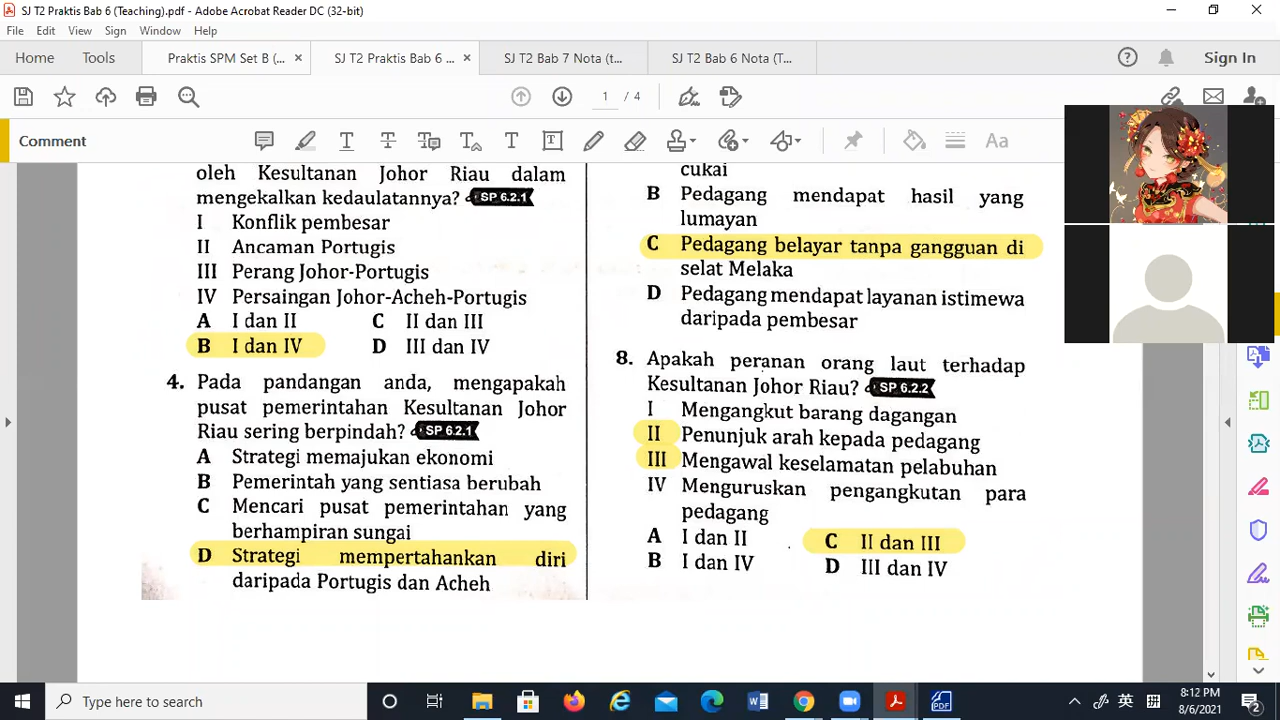 SJ T2 Praktis Bab 6 (Teaching).pdf - Adobe Acrobat Reader DC (32-bit)
File Edit View Sign Window Help
Home Tools Praktis SPM Set B (... SJ T2 Praktis Bab 6 ... SJ T2 Bab 7 Nota (t... SJ T2 Bab 6 Nota (T... Sign In
1 / 4
Comment
Aa
oleh Kesultanan Johor Riau dalam
mengekalkan kedaulatannya? SP 6.2.1
I Konflik pembesar
II Ancaman Portugis
III Perang Johor-Portugis
IV Persaingan Johor-Acheh-Portugis
A I dan II C II dan III
B I dan IV D III dan IV
4. Pada pandangan anda, mengapakah
pusat pemerintahan Kesultanan Johor
Riau sering berpindah? SP 6.2.1
A Strategi memajukan ekonomi
B Pemerintah yang sentiasa berubah
C Mencari pusat pemerintahan yang
berhampiran sungai
D Strategi mempertahankan diri
daripada Portugis dan Acheh
cukai
B Pedagang mendapat hasil yang
lumayan
C Pedagang belayar tanpa gangguan di
selat Melaka
D Pedagang mendapat layanan istimewa
daripada pembesar
8. Apakah peranan orang laut terhadap
Kesultanan Johor Riau? SP 6.2.2
I Mengangkut barang dagangan
II Penunjuk arah kepada pedagang
III Mengawal keselamatan pelabuhan
IV Menguruskan pengangkutan para
pedagang
A I dan II C II dan III
B I dan IV D III dan IV
Type here to search
英
8:12 PM
8/6/2021
2